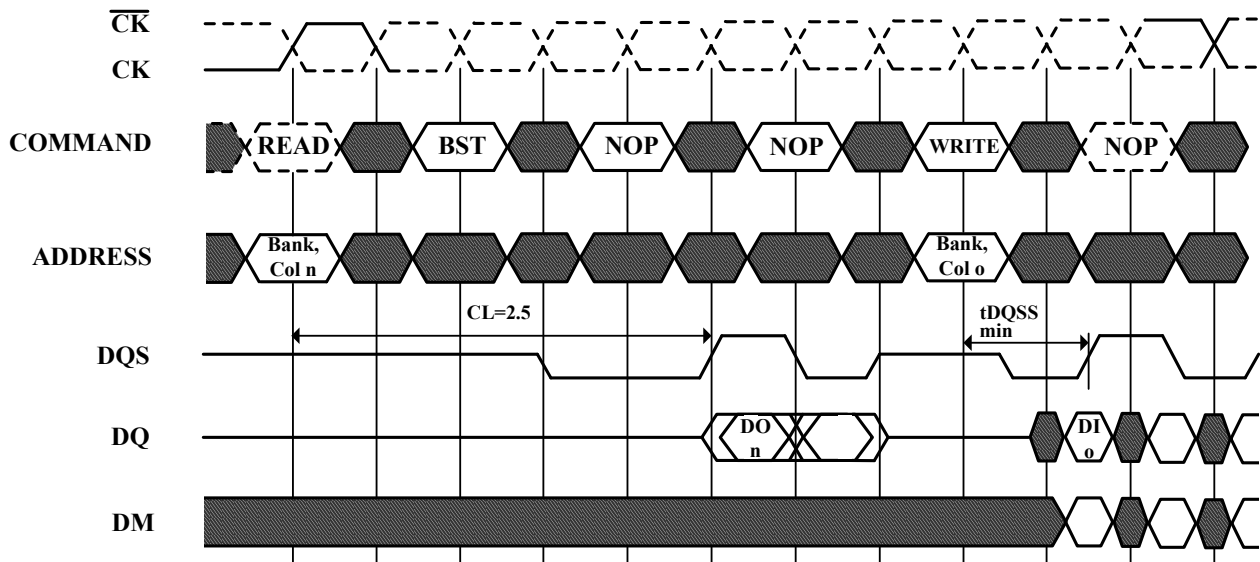 CK
CK
COMMAND
READ
BST
NOP
NOP
WRITE
NOP
ADDRESS
Bank,
Col n
Bank,
Col o
CL=2.5
tDQSS
min
DQS
DQ
DO
n
DI
o
DM